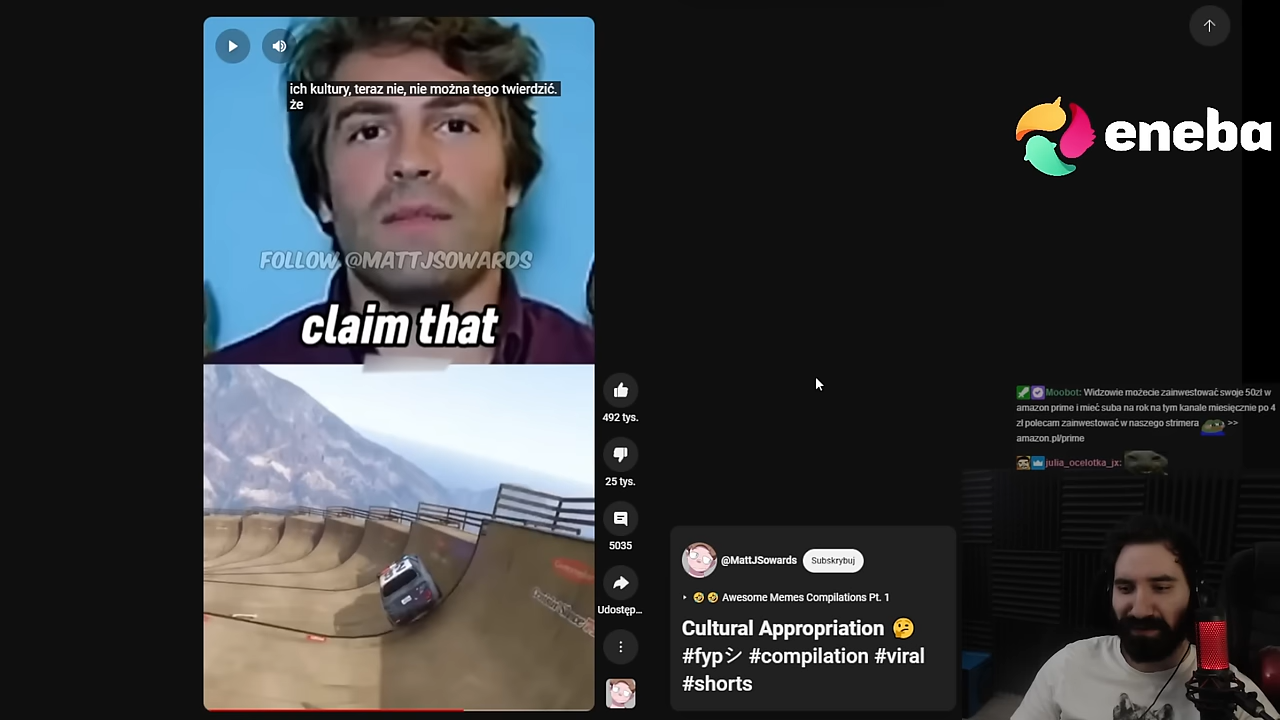 ich kultury, teraz nie, nie można tego twierdzić.
że
FOLLOW @MATTJSOWARDS
claim that
492 tys.
25 tys.
5035
Udostęp...
@MattJSowards
Subskrybuj
Awesome Memes Compilations Pt. 1
Cultural Appropriation 🤔
#fypシ #compilation #viral
#shorts
eneba
Moobot: Widzowie możecie zainwestować swoje 50zł w
amazon prime i mieć suba na rok na tym kanale miesięcznie po 4
zł polecam zainwestować w naszego strimera >>
amazon.pl/prime
julia_ocelotka_jx: